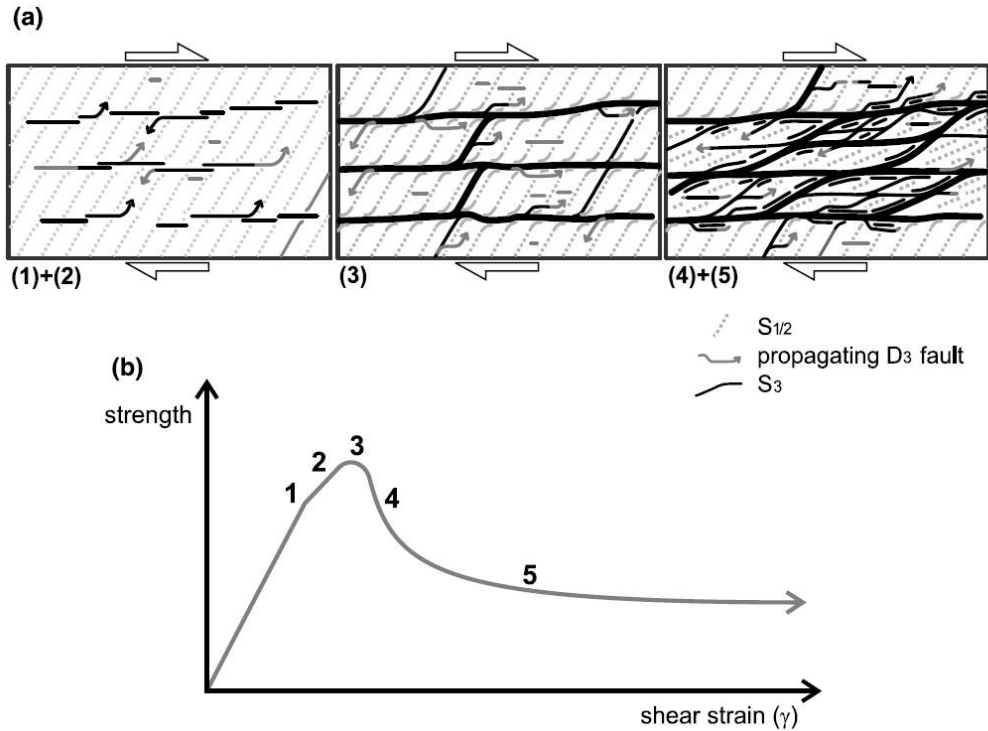 (a)
(1)+(2)
(3)
(4)+(5)
S1/2
propagating D3 fault
S3
(b)
strength
1
2
3
4
5
shear strain (γ)